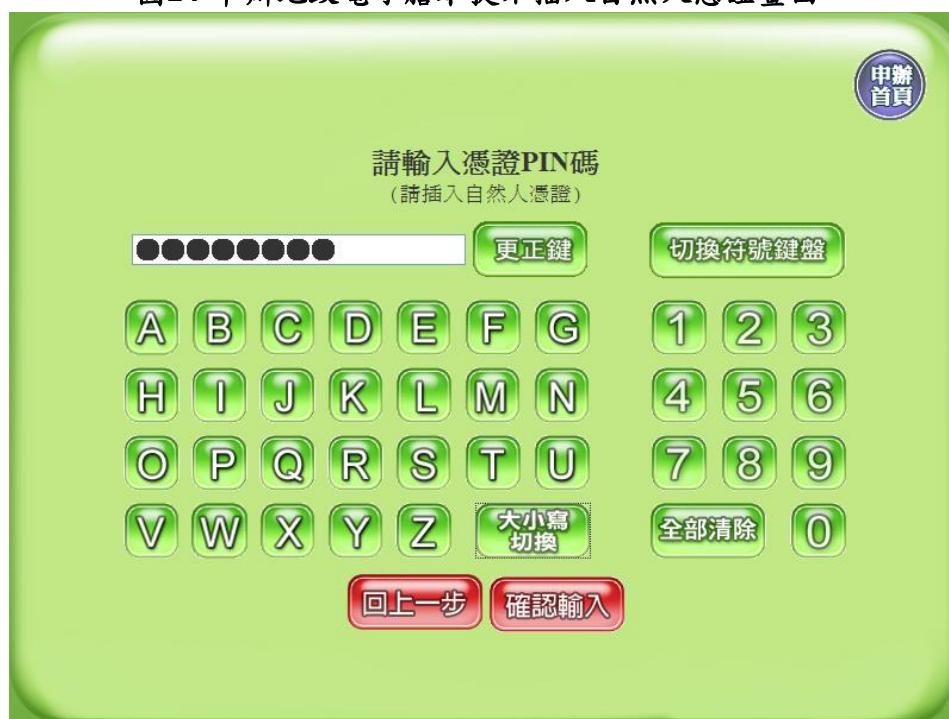 申辦
首頁
請輸入憑證PIN碼
(請插入自然人憑證)
●●●●●●●● 更正鍵 切換符號鍵盤
A B C D E F G 1 2 3
H I J K L M N 4 5 6
O P Q R S T U 7 8 9
V W X Y Z 大小寫切換 全部清除 0
回上一步 確認輸入